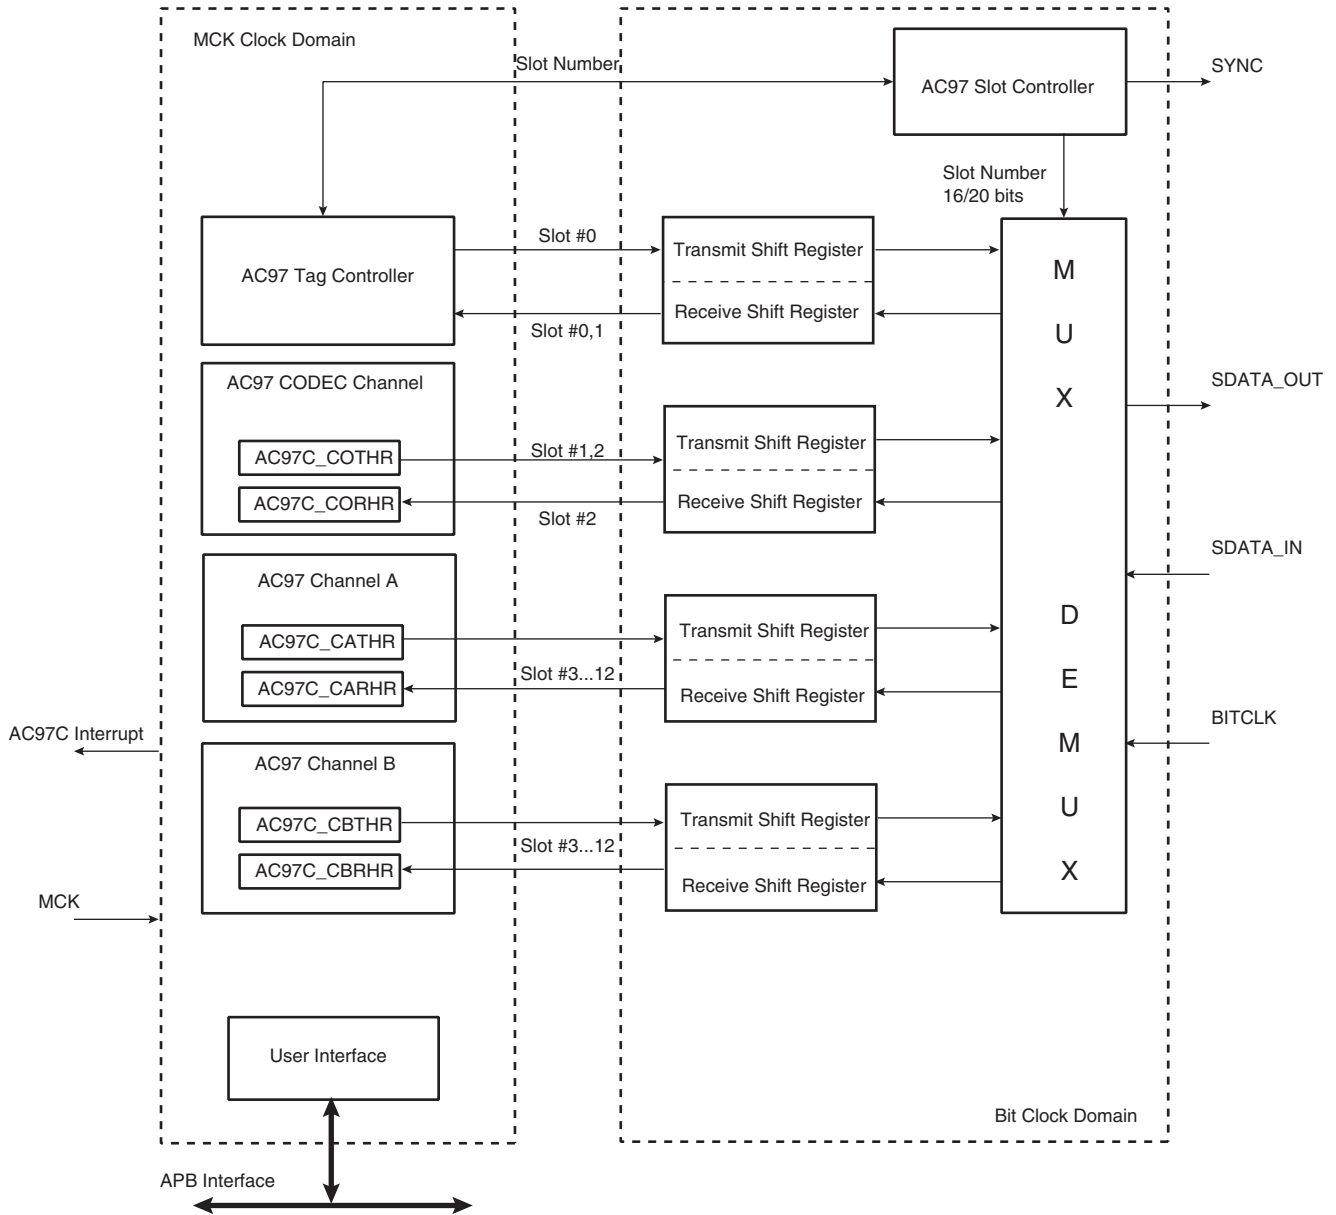 MCK Clock Domain
Slot Number
AC97 Slot Controller
SYNC
Slot Number
16/20 bits
AC97 Tag Controller
Slot #0
Slot #0,1
Transmit Shift Register
Receive Shift Register
M
U
X
D
E
M
U
X
AC97 CODEC Channel
AC97C_COTHR
AC97C_CORHR
Slot #1,2
Slot #2
Transmit Shift Register
Receive Shift Register
SDATA_OUT
AC97 Channel A
AC97C_CATHR
AC97C_CARHR
Slot #3...12
Transmit Shift Register
Receive Shift Register
SDATA_IN
AC97C Interrupt
AC97 Channel B
AC97C_CBTHR
AC97C_CBRHR
Slot #3...12
Transmit Shift Register
Receive Shift Register
BITCLK
MCK
User Interface
Bit Clock Domain
APB Interface